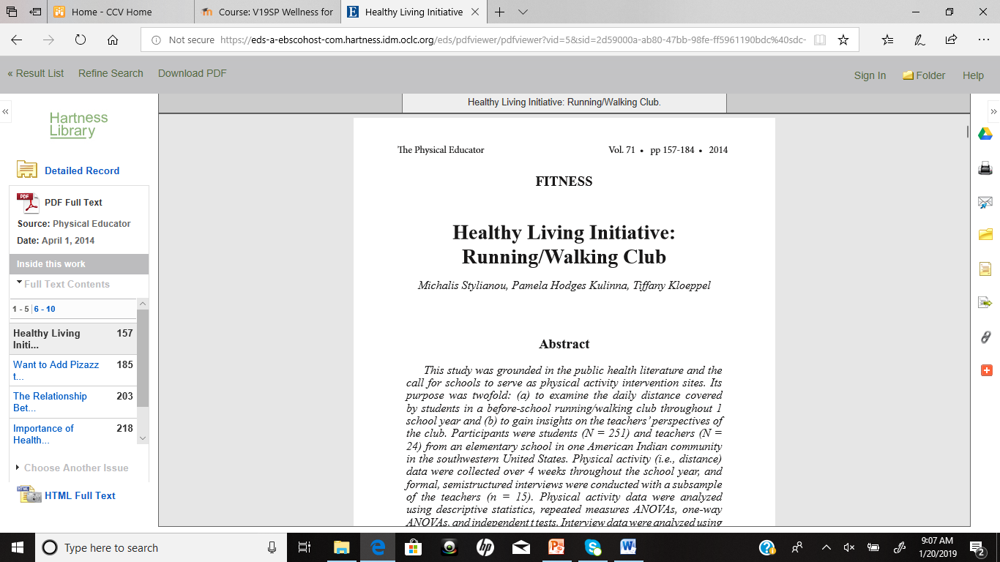 Home - CCV Home
Course: V19SP Wellness for
Healthy Living Initiative
Not secure https://eds-a-ebscohost-com.hartness.idm.oclc.org/eds/pdfviewer/pdfviewer?vid=5&sid=2d59000a-ab80-47bb-98fe-ff5961190bdc%40sdc-
« Result List Refine Search Download PDF
Sign In Folder Help
Healthy Living Initiative: Running/Walking Club.
Hartness
Library
Detailed Record
PDF
PDF Full Text
Source: Physical Educator
Date: April 1, 2014
Inside this work
Full Text Contents
1 - 5 | 6 - 10
Healthy Living 157
Initi...
Want to Add Pizazz 185
t...
The Relationship 203
Bet...
Importance of 218
Health...
Choose Another Issue
HTML
HTML Full Text
The Physical Educator
Vol. 71 • pp 157-184 • 2014
FITNESS
Healthy Living Initiative:
Running/Walking Club
Michalis Stylianou, Pamela Hodges Kulinna, Tiffany Kloeppel
Abstract
This study was grounded in the public health literature and the
call for schools to serve as physical activity intervention sites. Its
purpose was twofold: (a) to examine the daily distance covered
by students in a before-school running/walking club throughout 1
school year and (b) to gain insights on the teachers' perspectives of
the club. Participants were students (N = 251) and teachers (N =
24) from an elementary school in one American Indian community
in the southwestern United States. Physical activity (i.e., distance)
data were collected over 4 weeks throughout the school year, and
formal, semistructured interviews were conducted with a subsample
of the teachers (n = 15). Physical activity data were analyzed
using descriptive statistics, repeated measures ANOVAs, one-way
ANOVAs, and independent t tests. Interview data were analyzed using
Type here to search
9:07 AM
1/20/2019
2